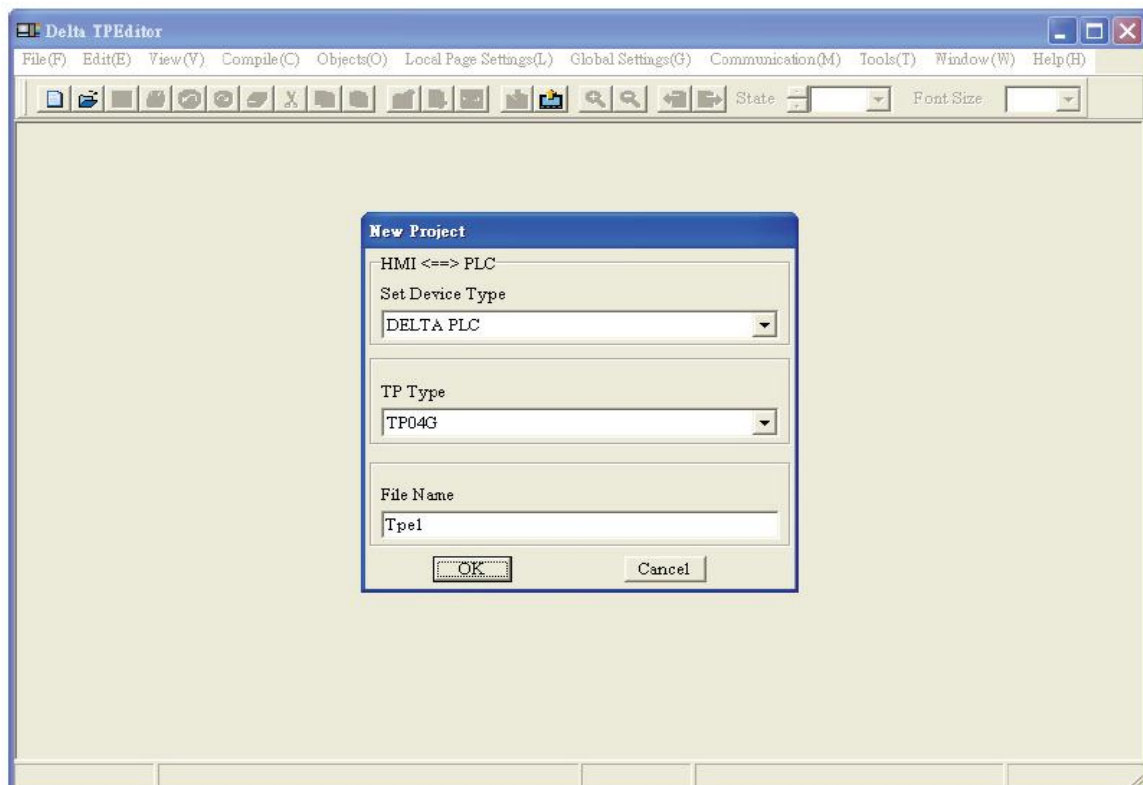 Delta TPEditor
File(F) Edit(E) View(V) Compile(C) Objects(O) Local Page Settings(L) Global Settings(G) Communication(M) Tools(T) Window(W) Help(H)
State Font Size
New Project
HMI <==> PLC
Set Device Type
DELTA PLC
TP Type
TP04G
File Name
Tpe1
OK Cancel